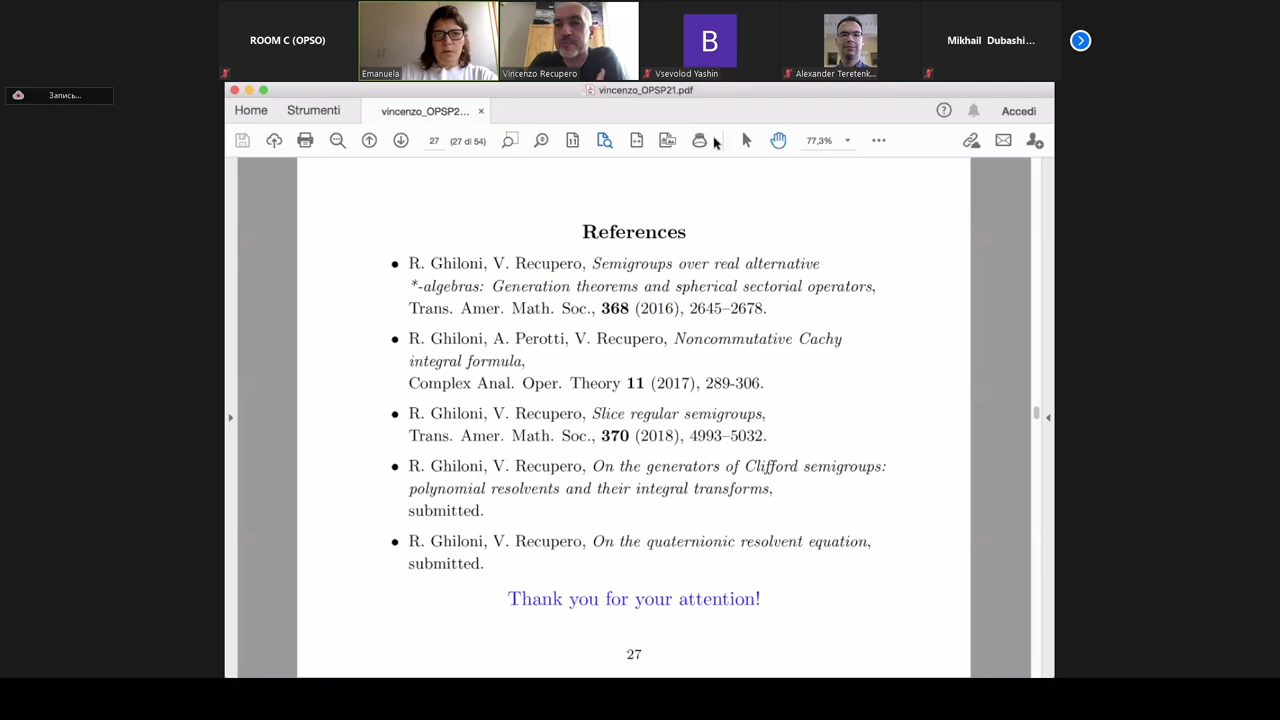 ROOM C (OPSO)
Emanuela
Vincenzo Recupero
B
Vsevolod Yashin
Alexander Teretenk...
Mikhail Dubashi...
Запись...
vincenzo_OPSP21.pdf
Home
Strumenti
vincenzo_OPSP2...
×
?
Accedi
27
(27 di 54)
77,3%
References
• R. Ghiloni, V. Recupero, Semigroups over real alternative
*-algebras: Generation theorems and spherical sectorial operators,
Trans. Amer. Math. Soc., 368 (2016), 2645–2678.
• R. Ghiloni, A. Perotti, V. Recupero, Noncommutative Cachy
integral formula,
Complex Anal. Oper. Theory 11 (2017), 289-306.
• R. Ghiloni, V. Recupero, Slice regular semigroups,
Trans. Amer. Math. Soc., 370 (2018), 4993–5032.
• R. Ghiloni, V. Recupero, On the generators of Clifford semigroups:
polynomial resolvents and their integral transforms,
submitted.
• R. Ghiloni, V. Recupero, On the quaternionic resolvent equation,
submitted.
Thank you for your attention!
27